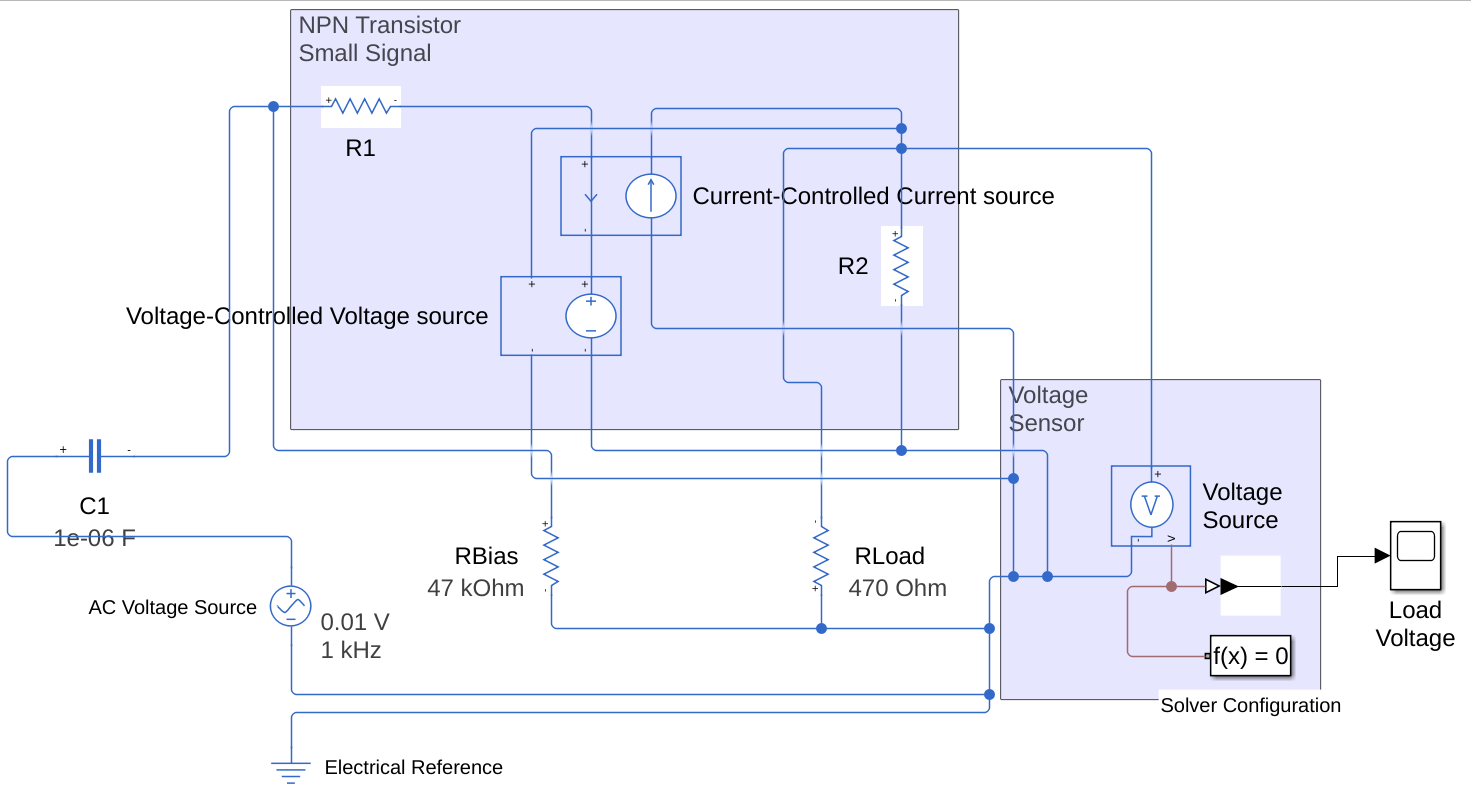 NPN Transistor
Small Signal
+
-
R1
+
-
Current-Controlled Current source
+
-
R2
+
+
-
-
Voltage-Controlled Voltage source
Voltage
Sensor
+
-
C1
1e-06 F
+
V
-
>
Voltage
Source
+
-
RBias
47 kOhm
-
+
RLoad
470 Ohm
AC Voltage Source
0.01 V
1 kHz
Load
Voltage
f(x) = 0
Solver Configuration
Electrical Reference